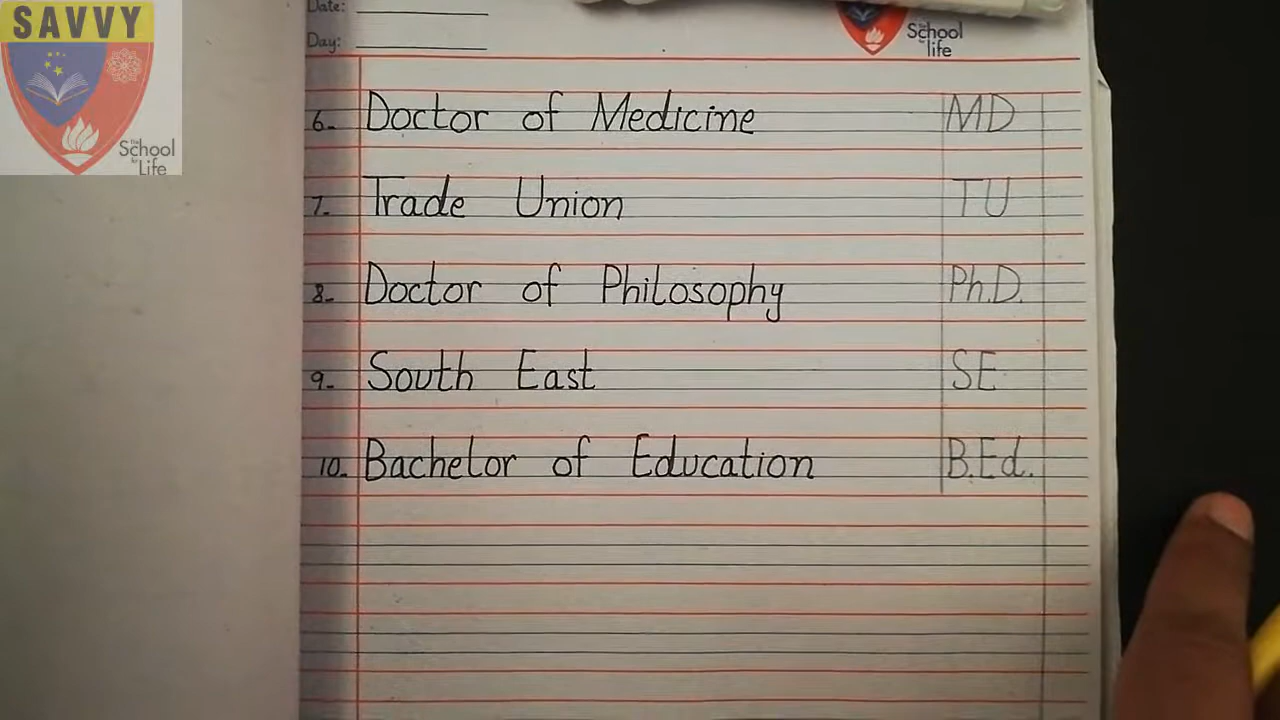 SAVVY
The School for Life
Date:
Day:
The School for life
6. Doctor of Medicine MD
7. Trade Union TU
8. Doctor of Philosophy Ph.D.
9. South East SE
10. Bachelor of Education B.Ed.